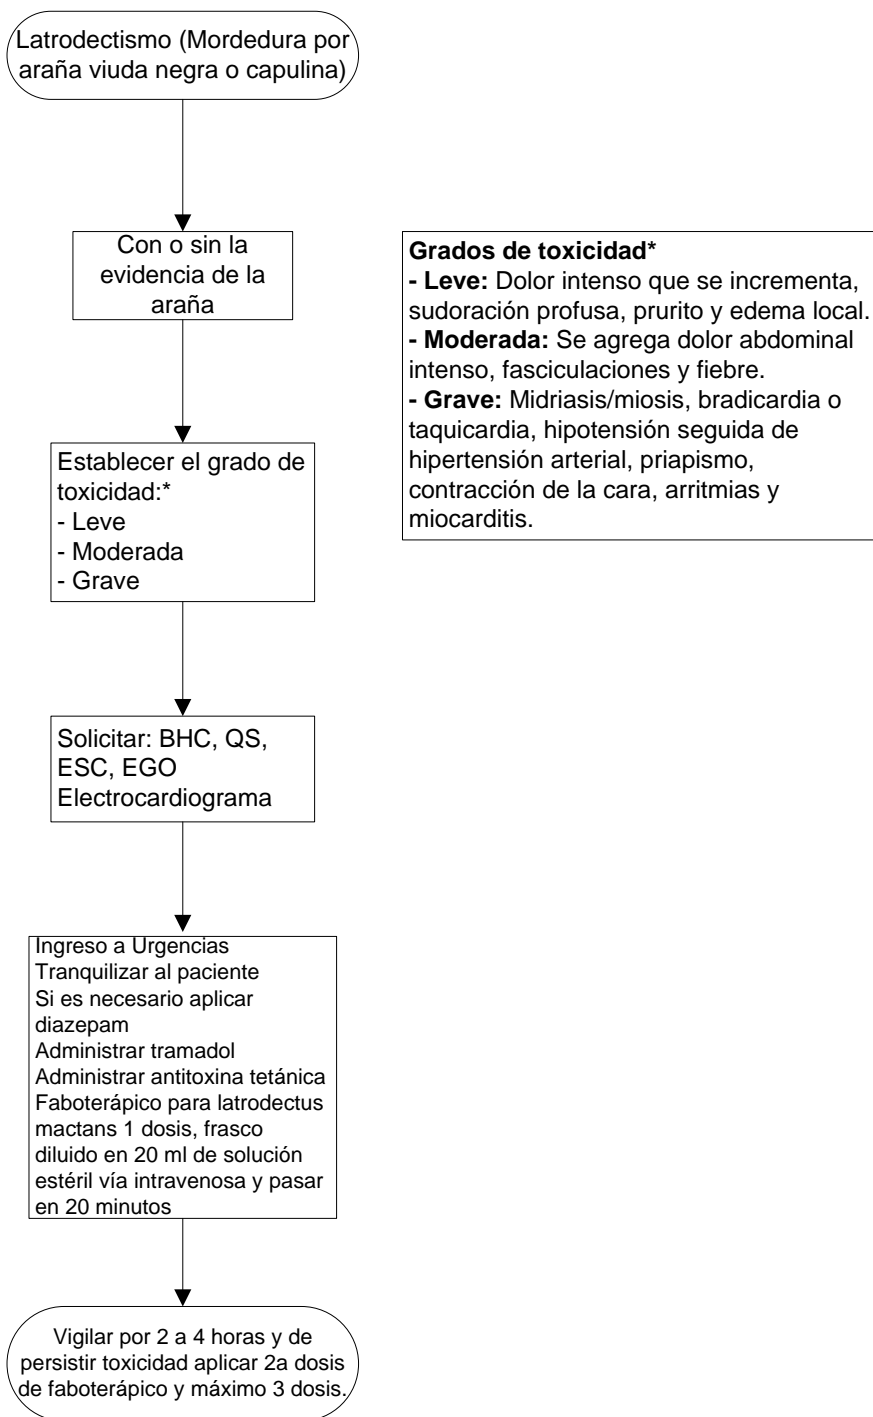 Latrodectismo (Mordedura por
araña viuda negra o capulina)
Con o sin la
evidencia de la
araña
Grados de toxicidad*
- Leve: Dolor intenso que se incrementa,
sudoración profusa, prurito y edema local.
- Moderada: Se agrega dolor abdominal
intenso, fasciculaciones y fiebre.
- Grave: Midriasis/miosis, bradicardia o
taquicardia, hipotensión seguida de
hipertensión arterial, priapismo,
contracción de la cara, arritmias y
miocarditis.
Establecer el grado de
toxicidad:*
- Leve
- Moderada
- Grave
Solicitar: BHC, QS,
ESC, EGO
Electrocardiograma
Ingreso a Urgencias
Tranquilizar al paciente
Si es necesario aplicar
diazepam
Administrar tramadol
Administrar antitoxina tetánica
Faboterápico para latrodectus
mactans 1 dosis, frasco
diluido en 20 ml de solución
estéril vía intravenosa y pasar
en 20 minutos
Vigilar por 2 a 4 horas y de
persistir toxicidad aplicar 2a dosis
de faboterápico y máximo 3 dosis.